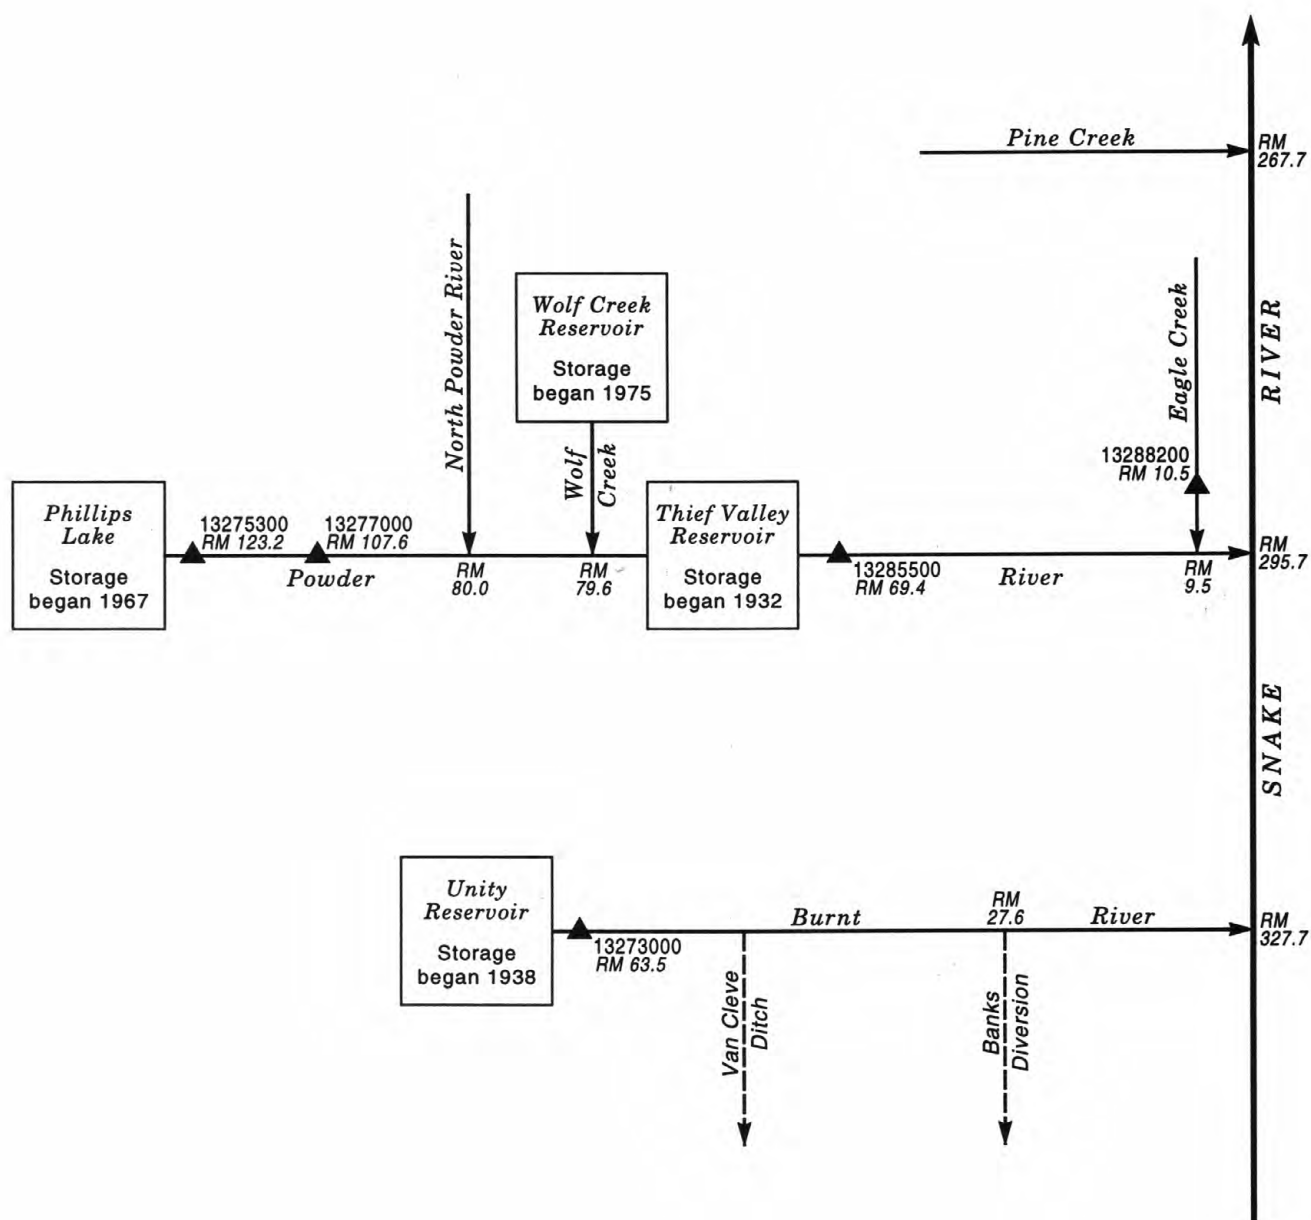 Pine Creek
RM
267.7
North Powder River
Wolf Creek
Reservoir
Storage
began 1975
Eagle Creek
RIVER
Wolf
Creek
13288200
RM 10.5
Phillips
Lake
Storage
began 1967
13275300
RM 123.2
13277000
RM 107.6
Powder
RM
80.0
RM
79.6
Thief Valley
Reservoir
Storage
began 1932
13285500
RM 69.4
River
RM
9.5
RM
295.7
SNAKE
Unity
Reservoir
Storage
began 1938
13273000
RM 63.5
Burnt
RM
27.6
River
RM
327.7
Van Cleve
Ditch
Banks
Diversion